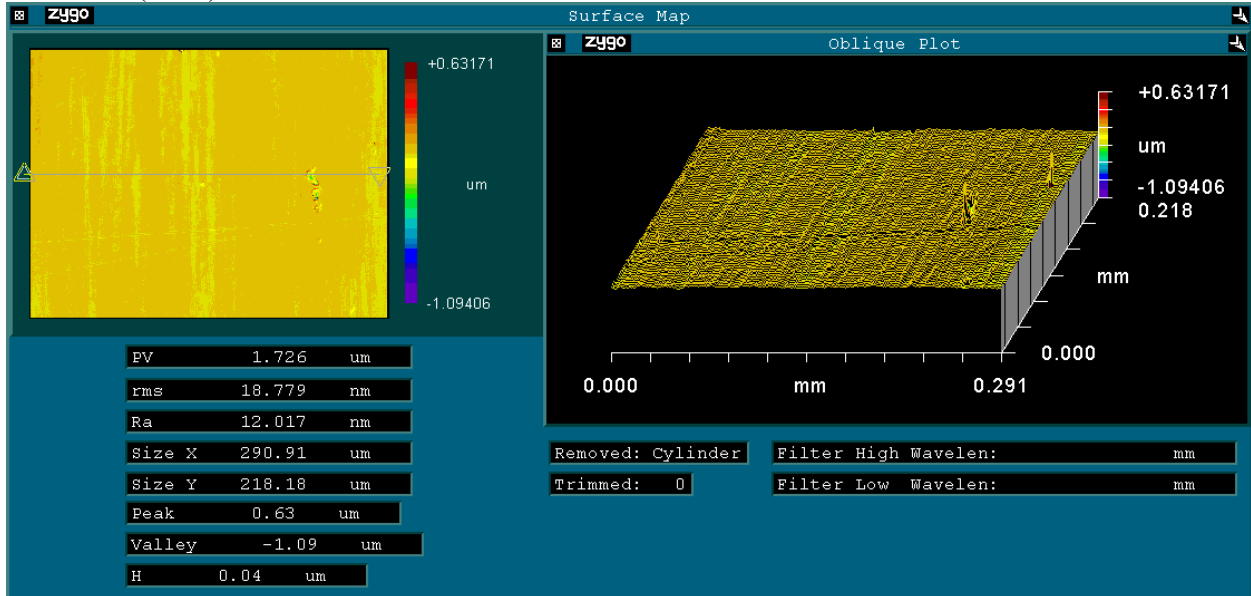 zygo Surface Map
+0.63171
um
-1.09406
zygo Oblique Plot
+0.63171
um
-1.09406
0.218
mm
0.000
0.000 mm 0.291
PV 1.726 um
rms 18.779 nm
Ra 12.017 nm
Size X 290.91 um
Size Y 218.18 um
Peak 0.63 um
Valley -1.09 um
H 0.04 um
Removed: Cylinder
Trimmed: 0
Filter High Wavelen: mm
Filter Low Wavelen: mm